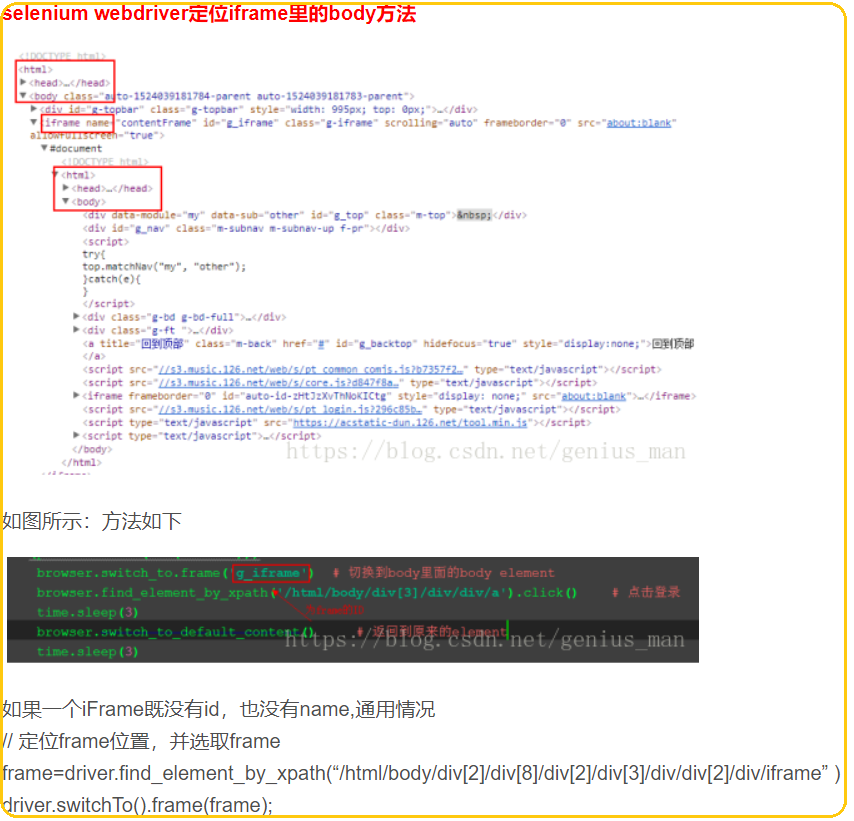 selenium webdriver定位iframe里的body方法
<!DOCTYPE html>
<html>
▶<head>…</head>
▼<body class="auto-1524039181784-parent auto-1524039181783-parent">
▶<div id="g-topbar" class="g-topbar" style="width: 995px; top: 0px;">…</div>
▼<iframe name="contentFrame" id="g_iframe" class="g-iframe" scrolling="auto" frameborder="0" src="about:blank"
allowfullscreen="true">
▼#document
<!DOCTYPE html>
▼<html>
▶<head>…</head>
▼<body>
<div data-module="my" data-sub="other" id="g_top" class="m-top">&nbsp;</div>
<div id="g_nav" class="m-subnav m-subnav-up f-pr"></div>
<script>
try{
top.matchNav("my", "other");
}catch(e){
}
</script>
▶<div class="g-bd g-bd-full">…</div>
▶<div class="g-ft ">…</div>
<a title="回到顶部" class="m-back" href="#" id="g_backtop" hidefocus="true" style="display:none;">回到顶部
</a>
<script src="//s3.music.126.net/web/s/pt_common_comjs.js?b7357f2…" type="text/javascript"></script>
<script src="//s3.music.126.net/web/s/core.js?d847f8a…" type="text/javascript"></script>
▶<iframe frameborder="0" id="auto-id-zHtJzXvThNoKICtg" style="display: none;" src="about:blank">…</iframe>
<script src="//s3.music.126.net/web/s/pt_login.js?296c85b…" type="text/javascript"></script>
<script type="text/javascript" src="https://acstatic-dun.126.net/tool.min.js"></script>
▶<script type="text/javascript">…</script>
</body>
https://blog.csdn.net/genius_man
</html>
</iframe>
如图所示：方法如下
browser.switch_to.frame('g_iframe') # 切换到body里面的body element
browser.find_element_by_xpath('/html/body/div[3]/div/div/a').click() # 点击登录
time.sleep(3)
browser.switch_to_default_content() # 返回到原来的element
https://blog.csdn.net/genius_man
time.sleep(3)
如果一个iFrame既没有id，也没有name,通用情况
// 定位frame位置，并选取frame
frame=driver.find_element_by_xpath(“/html/body/div[2]/div[8]/div[2]/div[3]/div/div[2]/div/iframe” )
driver.switchTo().frame(frame);